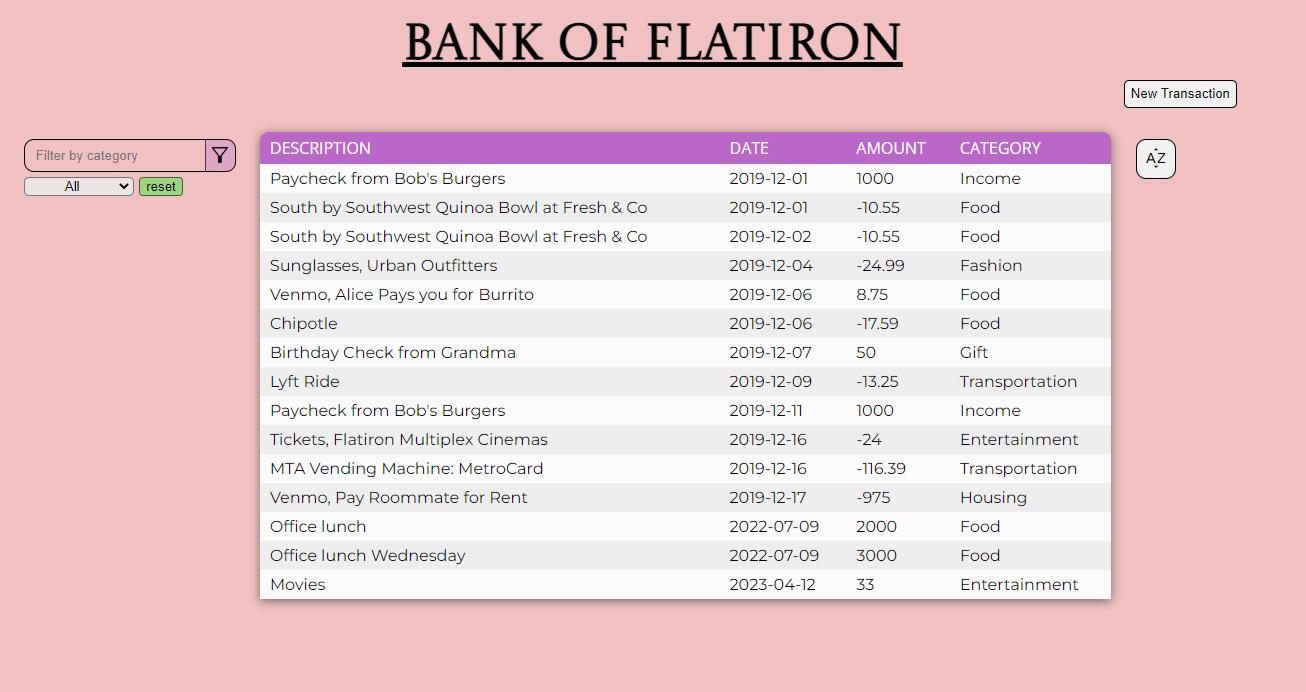 BANK OF FLATIRON
New Transaction
Filter by category
All reset
AZ
DESCRIPTION DATE AMOUNT CATEGORY
Paycheck from Bob's Burgers 2019-12-01 1000 Income
South by Southwest Quinoa Bowl at Fresh & Co 2019-12-01 -10.55 Food
South by Southwest Quinoa Bowl at Fresh & Co 2019-12-02 -10.55 Food
Sunglasses, Urban Outfitters 2019-12-04 -24.99 Fashion
Venmo, Alice Pays you for Burrito 2019-12-06 8.75 Food
Chipotle 2019-12-06 -17.59 Food
Birthday Check from Grandma 2019-12-07 50 Gift
Lyft Ride 2019-12-09 -13.25 Transportation
Paycheck from Bob's Burgers 2019-12-11 1000 Income
Tickets, Flatiron Multiplex Cinemas 2019-12-16 -24 Entertainment
MTA Vending Machine: MetroCard 2019-12-16 -116.39 Transportation
Venmo, Pay Roommate for Rent 2019-12-17 -975 Housing
Office lunch 2022-07-09 2000 Food
Office lunch Wednesday 2022-07-09 3000 Food
Movies 2023-04-12 33 Entertainment